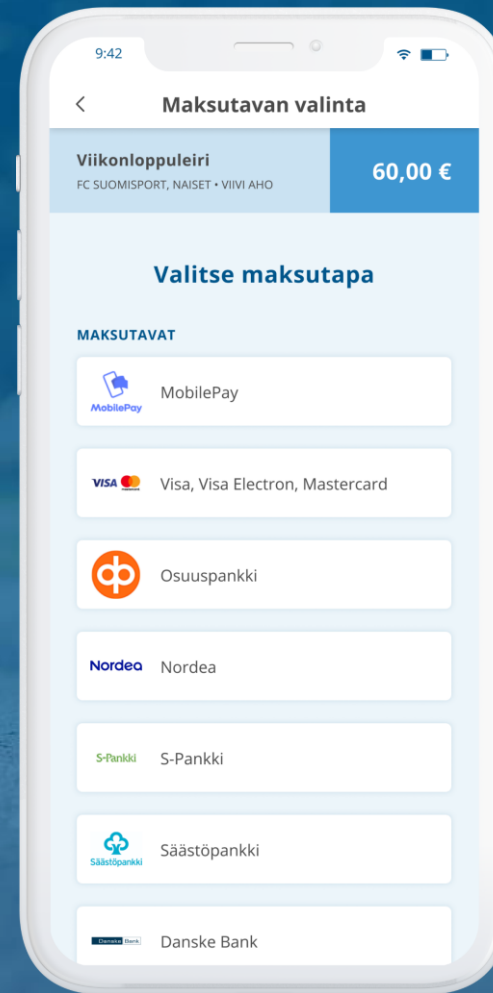 9:42
Maksutavan valinta
Viikonloppuleiri
FC SUOMISPORT, NAISET • VIIVI AHO
60,00 €
Valitse maksutapa
MAKSUTAVAT
MobilePay
MobilePay
VISA
Visa, Visa Electron, Mastercard
Osuuspankki
Nordea
Nordea
S-Pankki
S-Pankki
Säästöpankki
Säästöpankki
Danske Bank
Danske Bank